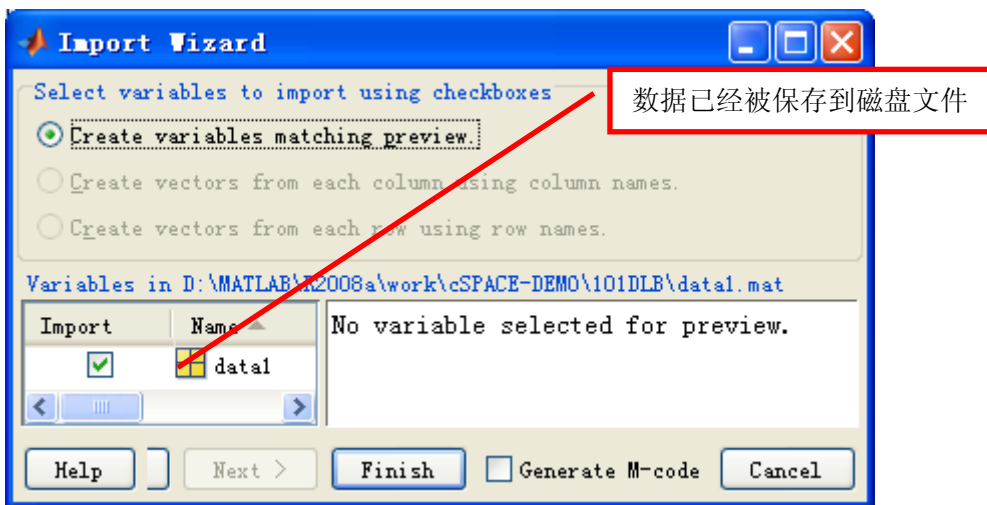 Import Wizard
Select variables to import using checkboxes
数据已经被保存到磁盘文件
Create variables matching preview.
Create vectors from each column using column names.
Create vectors from each row using row names.
Variables in D:\MATLAB\R2008a\work\cSPACE-DEMO\101DLB\data1.mat
Import Name
No variable selected for preview.
data1
Help Next > Finish Generate M-code Cancel